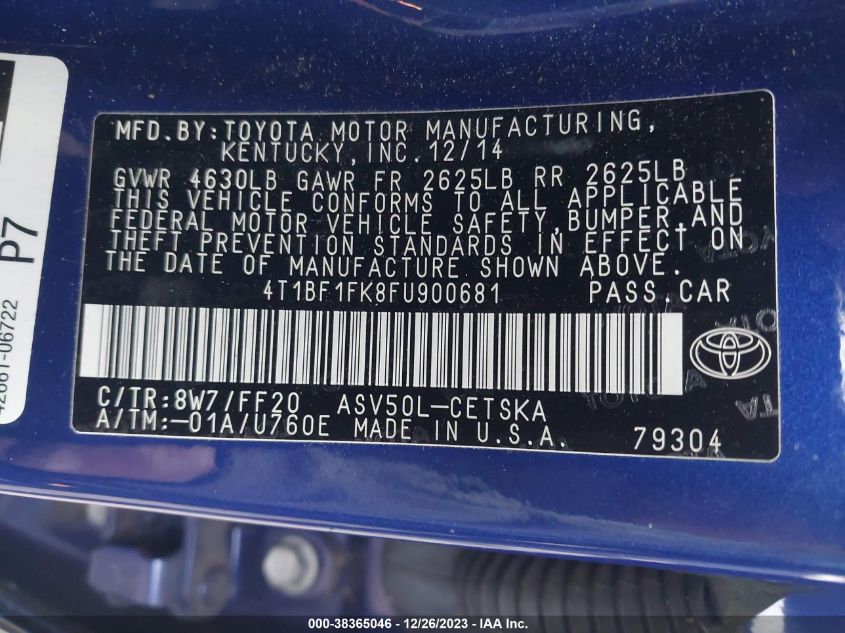 MFD.BY:TOYOTA MOTOR MANUFACTURING,
KENTUCKY, INC. 12/14
GVWR 4630LB GAWR FR 2625LB RR 2625LB
THIS VEHICLE CONFORMS TO ALL APPLICABLE
FEDERAL MOTOR VEHICLE SAFETY, BUMPER, AND
THEFT PREVENTION STANDARDS IN EFFECT ON
THE DATE OF MANUFACTURE SHOWN ABOVE.
4T1BF1FK8FU900681 PASS.CAR
C/TR:8W7/FF20 ASV50L-CETSKA
A/TM:-01A/U760E MADE IN U.S.A. 79304
P7
42061-06722
000-38365046 - 12/26/2023 - IAA Inc.